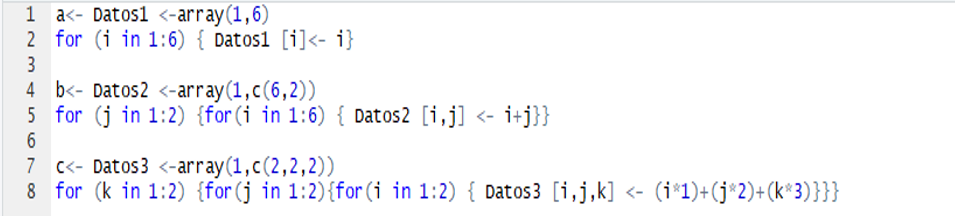 1 a<- Datos1 <-array(1,6)
2 for (i in 1:6) { Datos1 [i]<- i}
3
4 b<- Datos2 <-array(1,c(6,2))
5 for (j in 1:2) {for(i in 1:6) { Datos2 [i,j] <- i+j}}
6
7 c<- Datos3 <-array(1,c(2,2,2))
8 for (k in 1:2) {for(j in 1:2){for(i in 1:2) { Datos3 [i,j,k] <- (i*1)+(j*2)+(k*3)}}}